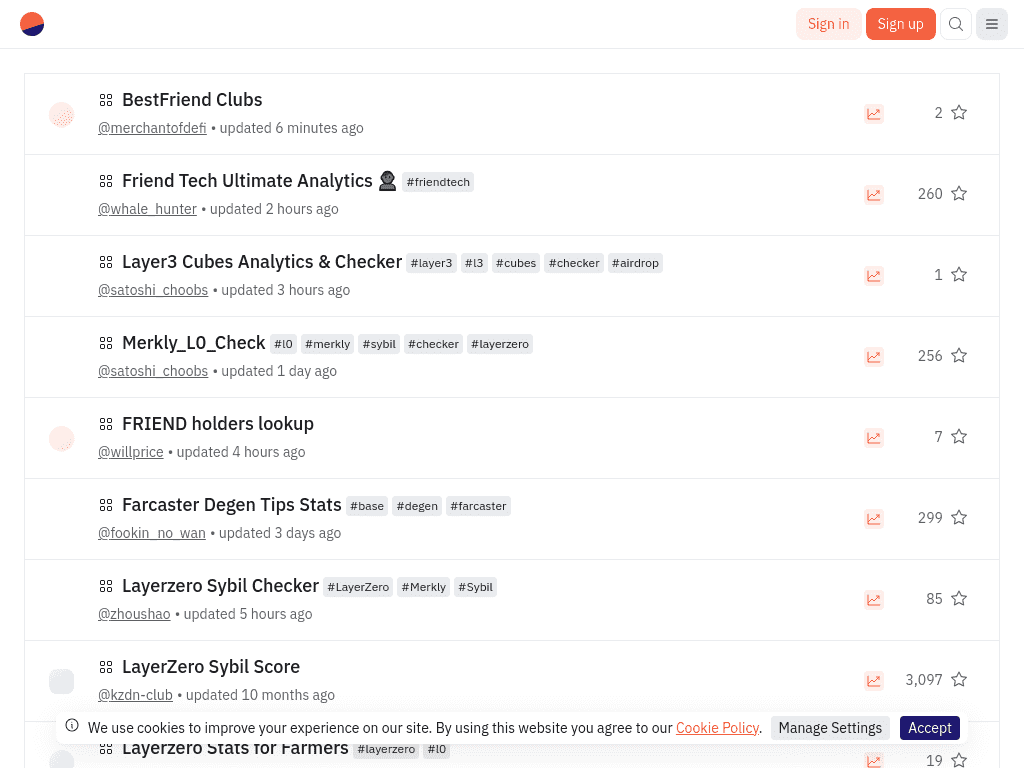 Sign in
Sign up
BestFriend Clubs
@merchantofdefi • updated 6 minutes ago
2
Friend Tech Ultimate Analytics #friendtech
@whale_hunter • updated 2 hours ago
260
Layer3 Cubes Analytics & Checker #layer3 #l3 #cubes #checker #airdrop
@satoshi_choobs • updated 3 hours ago
1
Merkly_L0_Check #l0 #merkly #sybil #checker #layerzero
@satoshi_choobs • updated 1 day ago
256
FRIEND holders lookup
@willprice • updated 4 hours ago
7
Farcaster Degen Tips Stats #base #degen #farcaster
@fookin_no_wan • updated 3 days ago
299
Layerzero Sybil Checker #LayerZero #Merkly #Sybil
@zhoushao • updated 5 hours ago
85
LayerZero Sybil Score
@kzdn-club • updated 10 months ago
3,097
We use cookies to improve your experience on our site. By using this website you agree to our Cookie Policy.
Manage Settings
Accept
Layerzero Stats for Farmers #layerzero #l0
19